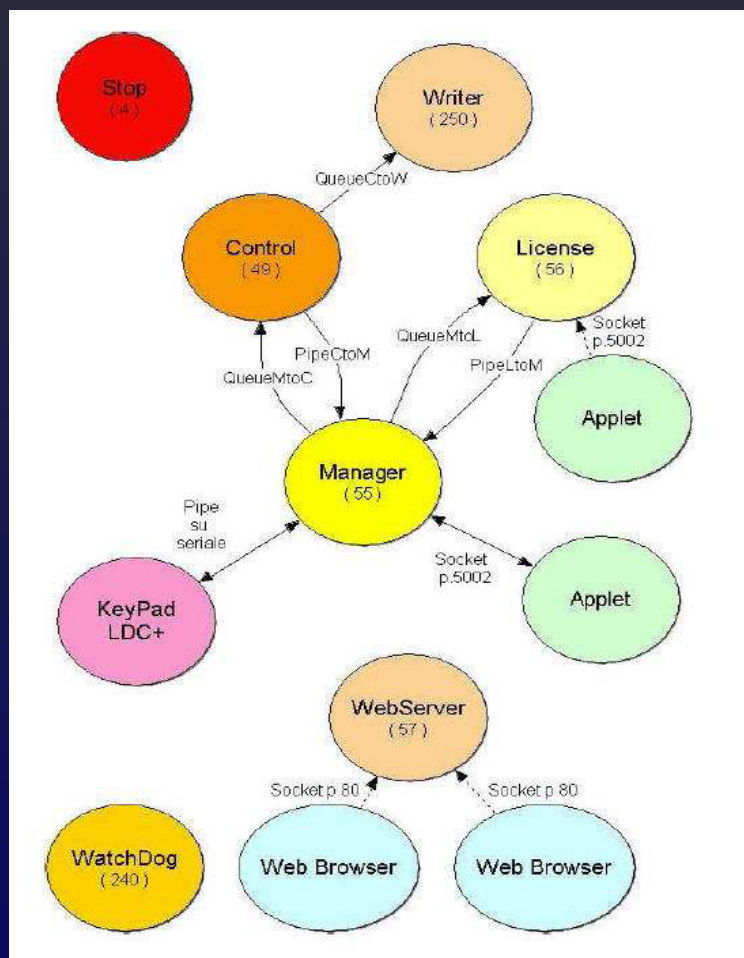 Stop
( 4 )
Writer
( 250 )
QueueCtoW
Control
( 49 )
License
( 56 )
Socket
p.5002
QueueMtoL
PipeCtoM
PipeLtoM
QueueMtoC
Applet
Manager
( 55 )
Pipe
su
seriale
Socket
p.5002
KeyPad
LDC+
Applet
WebServer
( 57 )
Socket p 80
Socket p 80
WatchDog
( 240 )
Web Browser
Web Browser